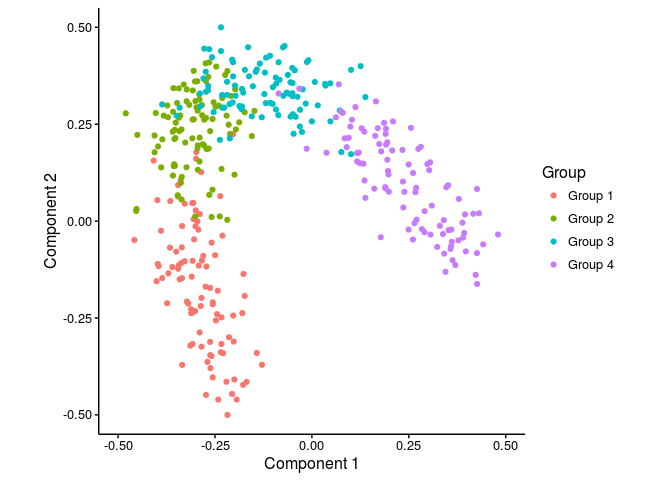 0.50
0.25
0.00
-0.25
-0.50
Component 2
-0.50
-0.25
0.00
0.25
0.50
Component 1
Group
Group 1
Group 2
Group 3
Group 4